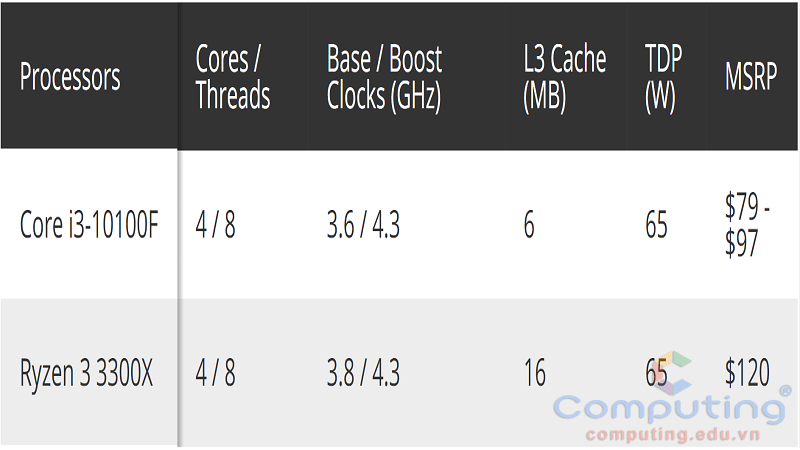 Processors Cores / Threads Base / Boost Clocks (GHz) L3 Cache (MB) TDP (W) MSRP
Core i3-10100F 4 / 8 3.6 / 4.3 6 65 $79 - $97
Ryzen 3 3300X 4 / 8 3.8 / 4.3 16 65 $120
Computing®
computing.edu.vn